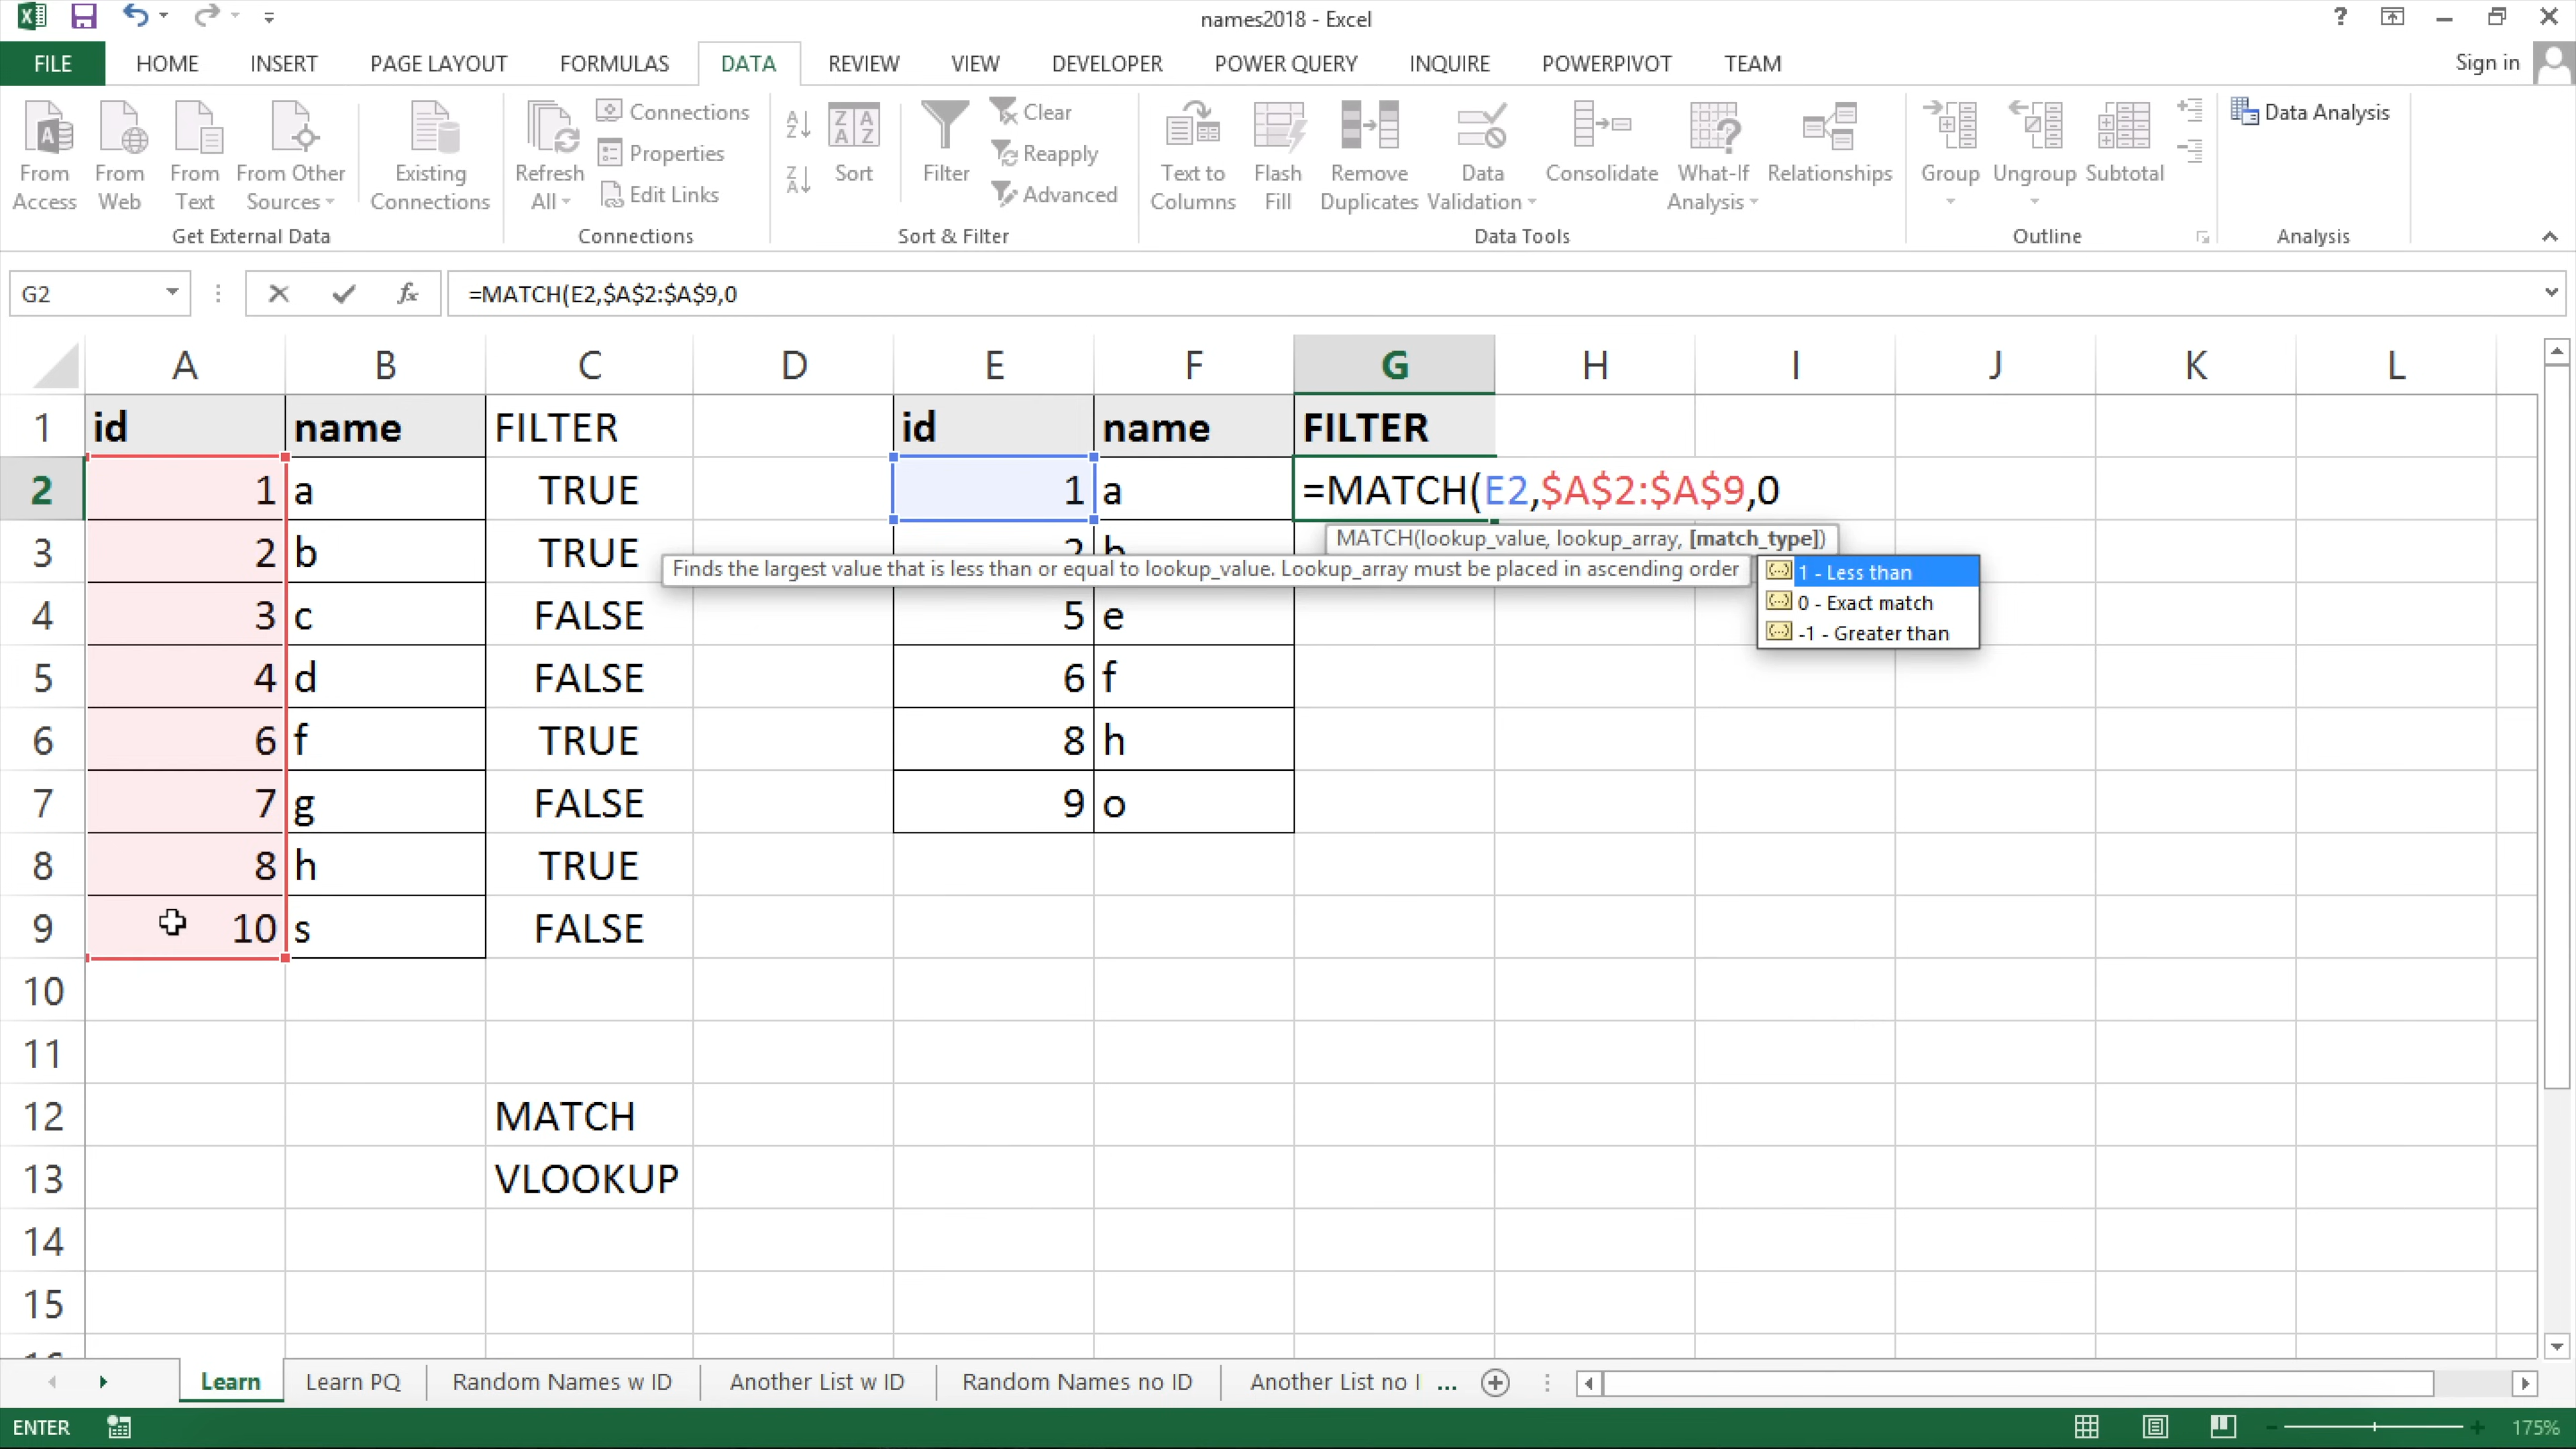 names2018 - Excel
?
FILE HOME INSERT PAGE LAYOUT FORMULAS DATA REVIEW VIEW DEVELOPER POWER QUERY INQUIRE POWERPIVOT TEAM Sign in
From Access
From Web
From Text
From Other Sources
Existing Connections
Get External Data
Refresh All
Connections
Properties
Edit Links
Connections
Sort
Filter
Clear
Reapply
Advanced
Sort & Filter
Text to Columns
Flash Fill
Remove Duplicates
Data Validation
Consolidate
What-If Analysis
Relationships
Data Tools
Group
Ungroup
Subtotal
Outline
Data Analysis
Analysis
G2 fx =MATCH(E2,$A$2:$A$9,0
A B C D E F G H I J K L
1 id name FILTER id name FILTER
2 1 a TRUE 1 a =MATCH(E2,$A$2:$A$9,0
MATCH(lookup_value, lookup_array, [match_type])
3 2 b TRUE 2 b
Finds the largest value that is less than or equal to lookup_value. Lookup_array must be placed in ascending order
1 - Less than
0 - Exact match
-1 - Greater than
4 3 c FALSE 5 e
5 4 d FALSE 6 f
6 6 f TRUE 8 h
7 7 g FALSE 9 o
8 8 h TRUE
9 10 s FALSE
10
11
12 MATCH
13 VLOOKUP
14
15
16
Learn Learn PQ Random Names w ID Another List w ID Random Names no ID Another List no I ...
ENTER 175%